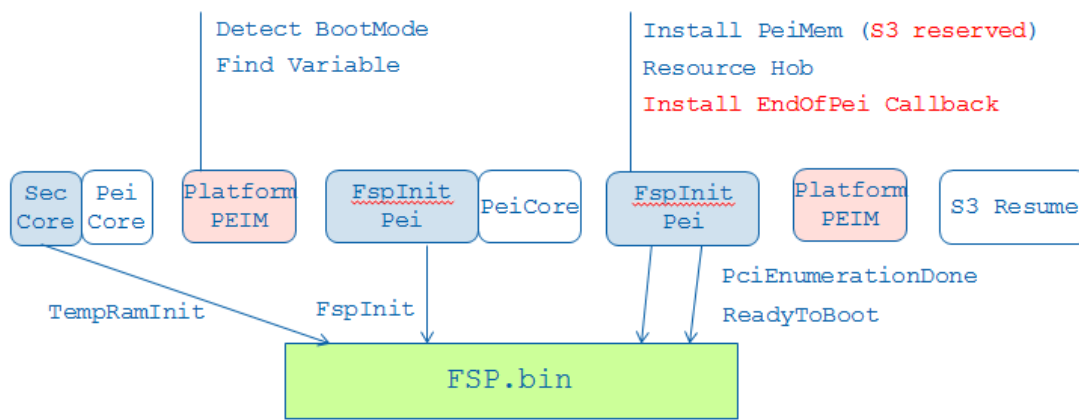 Detect BootMode
Find Variable
Install PeiMem (S3 reserved)
Resource Hob
Install EndOfPei Callback
Sec
Core
Pei
Core
Platform
PEIM
FspInit
Pei
PeiCore
FspInit
Pei
Platform
PEIM
S3 Resume
TempRamInit
FspInit
PciEnumerationDone
ReadyToBoot
FSP.bin